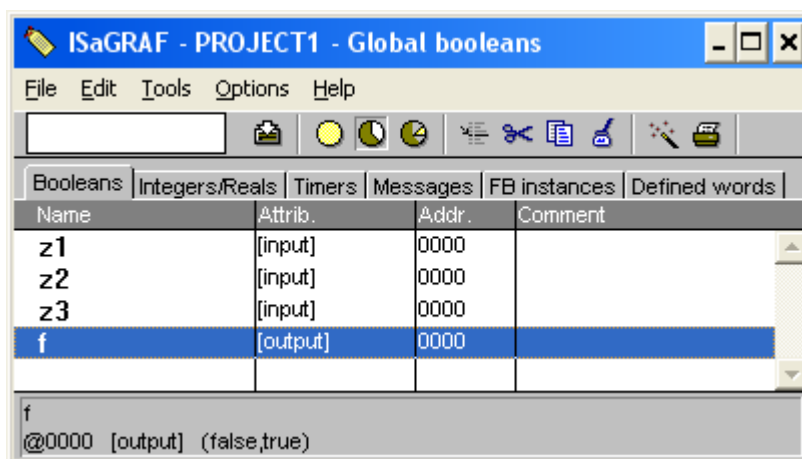 ISaGRAF - PROJECT1 - Global booleans
File Edit Tools Options Help
Booleans Integers/Reals Timers Messages FB instances Defined words
Name Attrib. Addr. Comment
z1 [input] 0000
z2 [input] 0000
z3 [input] 0000
f [output] 0000
f
@0000 [output] (false,true)